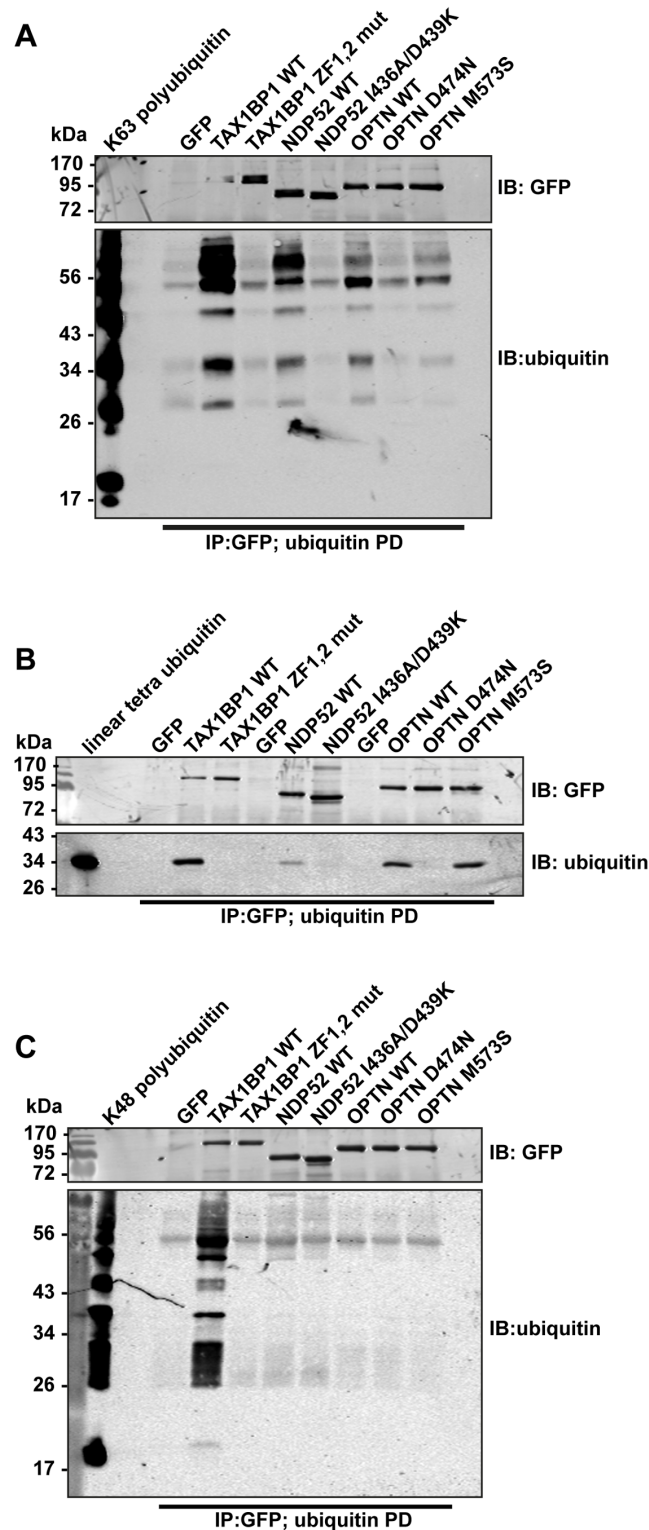 A
K63 polyubiquitin
GFP
TAX1BP1 WT
TAX1BP1 ZF1,2 mut
NDP52 WT
NDP52 I436A/D439K
OPTN WT
OPTN D474N
OPTN M573S
kDa
170
95 -
72 -
IB: GFP
56 -
43 -
34 -
26 -
17 -
IB:ubiquitin
IP:GFP; ubiquitin PD
B
linear tetra ubiquitin
GFP
TAX1BP1 WT
TAX1BP1 ZF1,2 mut
GFP
NDP52 WT
NDP52 I436A/D439K
GFP
OPTN WT
OPTN D474N
OPTN M573S
kDa
170
95 -
72 -
IB: GFP
43 -
34 -
26 -
IB: ubiquitin
IP:GFP; ubiquitin PD
C
K48 polyubiquitin
GFP
TAX1BP1 WT
TAX1BP1 ZF1,2 mut
NDP52 WT
NDP52 I436A/D439K
OPTN WT
OPTN D474N
OPTN M573S
kDa
170 -
95 -
72 -
IB: GFP
56 -
43 -
34 -
26 -
17 -
IB:ubiquitin
IP:GFP; ubiquitin PD